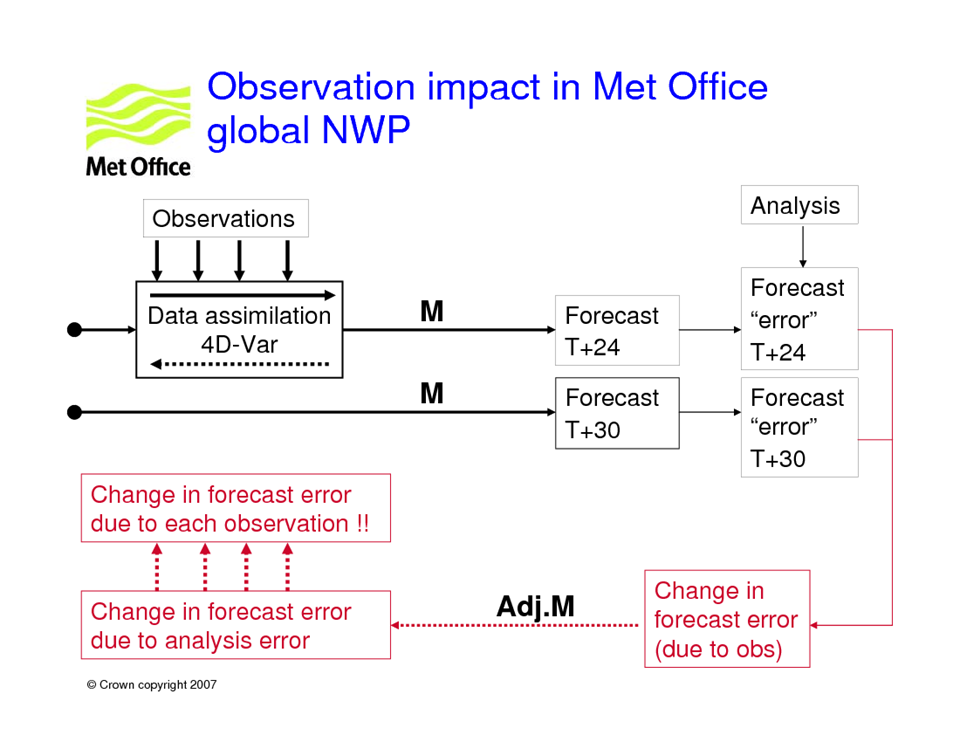 Observation impact in Met Office
global NWP
Met Office
Observations
Analysis
Data assimilation
4D-Var
M
Forecast
T+24
Forecast
“error”
T+24
M
Forecast
T+30
Forecast
“error”
T+30
Change in forecast error
due to each observation !!
Change in forecast error
due to analysis error
Adj.M
Change in
forecast error
(due to obs)
© Crown copyright 2007